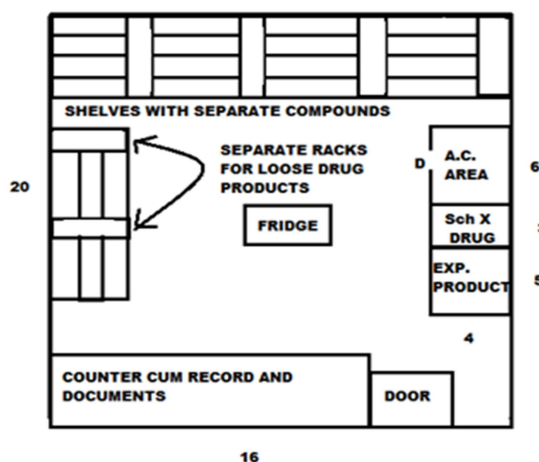 SHELVES WITH SEPARATE COMPOUNDS
SEPARATE RACKS
FOR LOOSE DRUG
PRODUCTS
D
A.C.
AREA
6
20
FRIDGE
Sch X
DRUG
EXP.
PRODUCT
5
4
COUNTER CUM RECORD AND
DOCUMENTS
DOOR
16